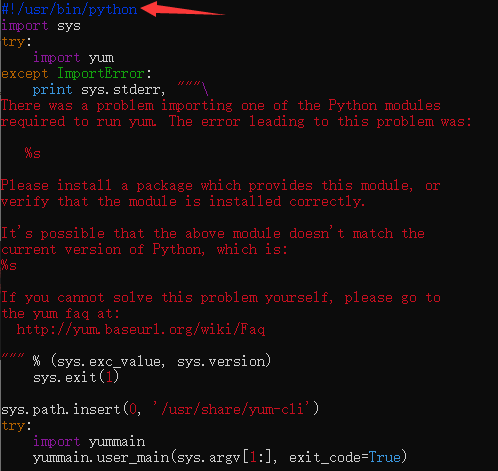 #!/usr/bin/python
import sys
try:
    import yum
except ImportError:
    print sys.stderr, """\
There was a problem importing one of the Python modules
required to run yum. The error leading to this problem was:

   %s

Please install a package which provides this module, or
verify that the module is installed correctly.

It's possible that the above module doesn't match the
current version of Python, which is:
%s

If you cannot solve this problem yourself, please go to
the yum faq at:
  http://yum.baseurl.org/wiki/Faq

""" % (sys.exc_value, sys.version)
    sys.exit(1)

sys.path.insert(0, '/usr/share/yum-cli')
try:
    import yummain
    yummain.user_main(sys.argv[1:], exit_code=True)